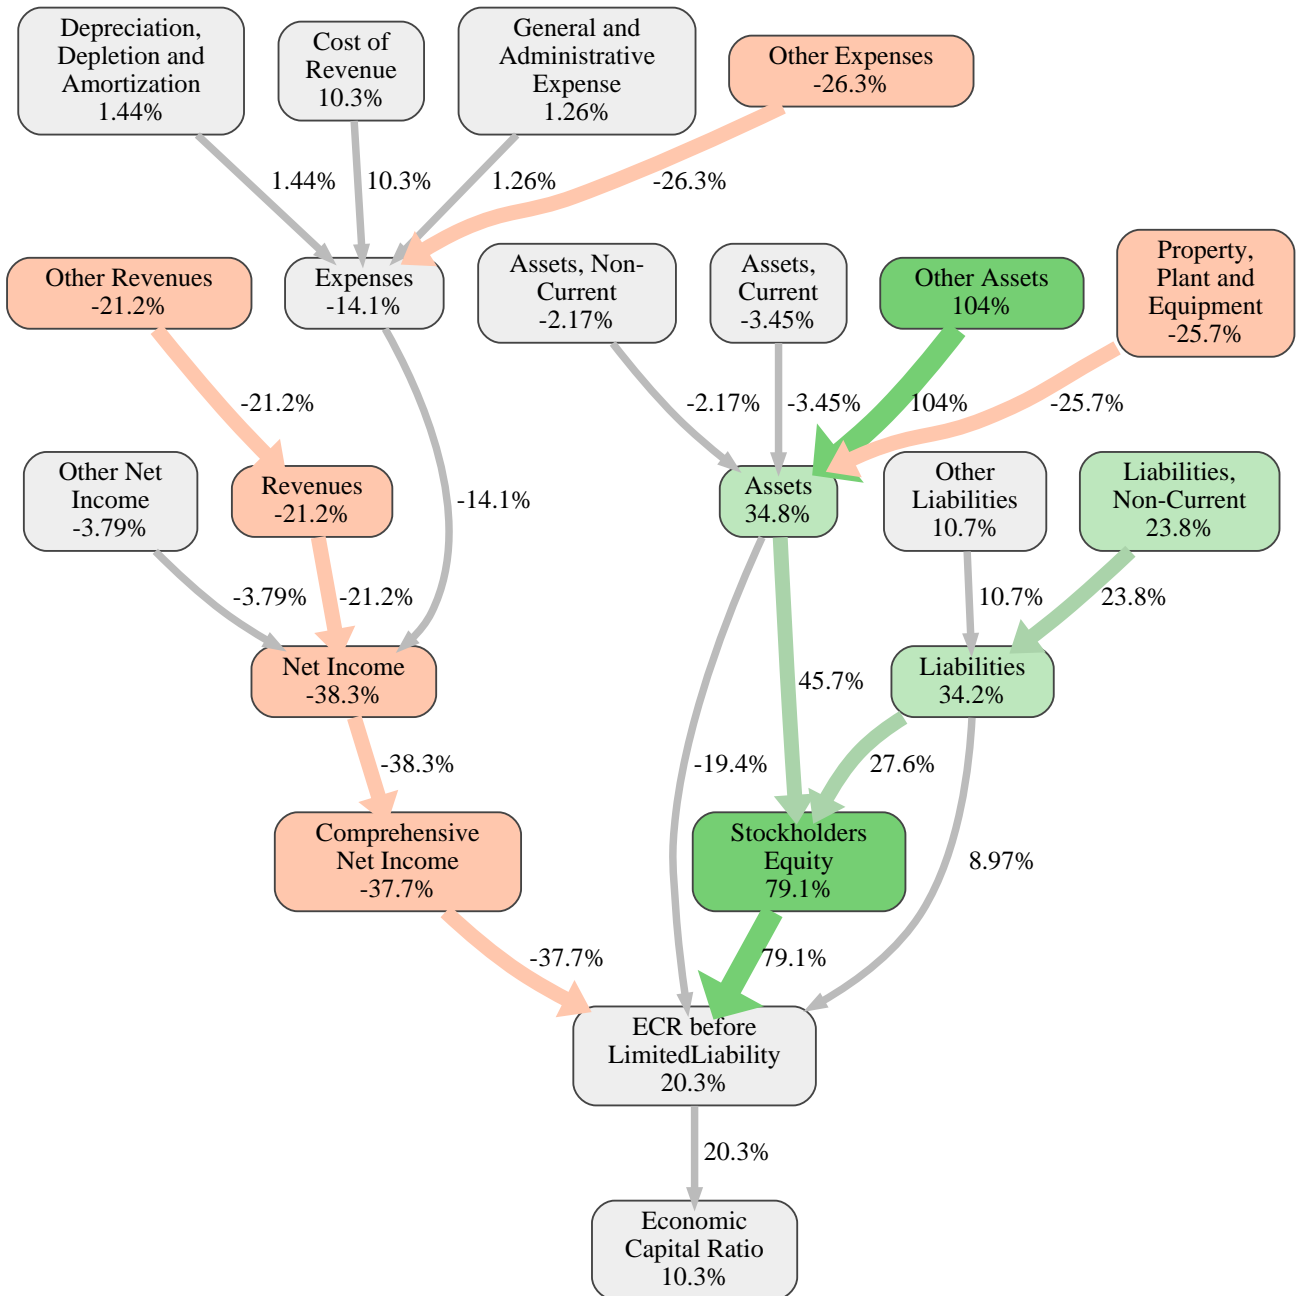 Depreciation,
Depletion and
Amortization
1.44%
Cost of
Revenue
10.3%
General and
Administrative
Expense
1.26%
Other Expenses
-26.3%
1.44%
10.3%
1.26%
-26.3%
Other Revenues
-21.2%
Expenses
-14.1%
Assets, Non-
Current
-2.17%
Assets,
Current
-3.45%
Other Assets
104%
Property,
Plant and
Equipment
-25.7%
-21.2%
-2.17%
-3.45%
104%
-25.7%
Other Net
Income
-3.79%
Revenues
-21.2%
-14.1%
Assets
34.8%
Other
Liabilities
10.7%
Liabilities,
Non-Current
23.8%
-3.79%
-21.2%
10.7%
23.8%
Net Income
-38.3%
45.7%
Liabilities
34.2%
-38.3%
-19.4%
27.6%
Comprehensive
Net Income
-37.7%
Stockholders
Equity
79.1%
8.97%
-37.7%
79.1%
ECR before
LimitedLiability
20.3%
20.3%
Economic
Capital Ratio
10.3%